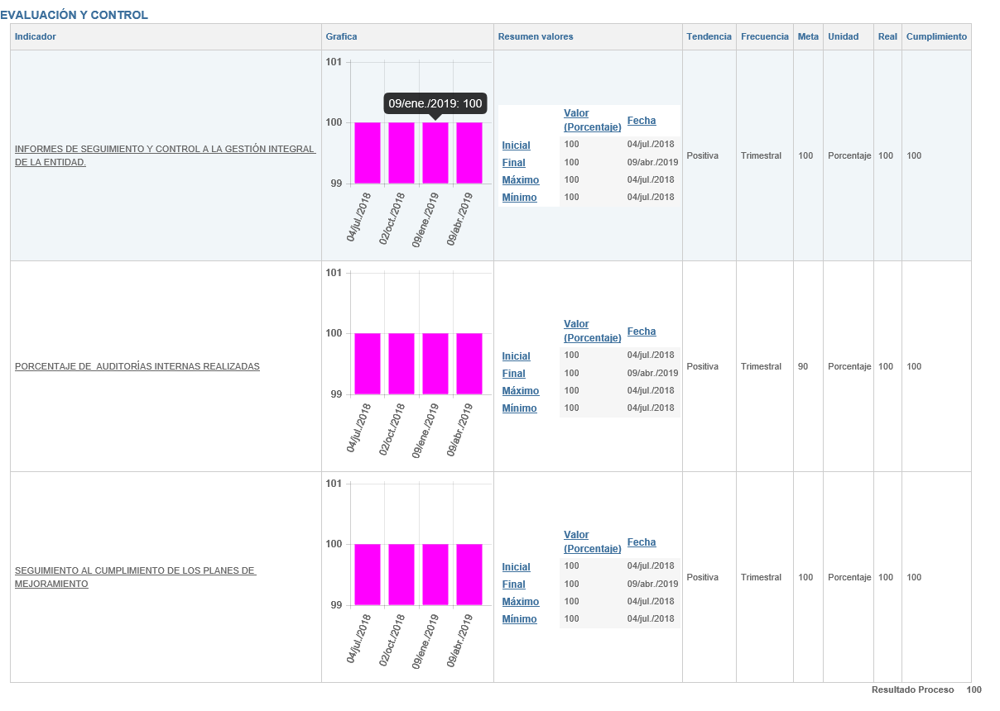 EVALUACIÓN Y CONTROL
Indicador Grafica Resumen valores Tendencia Frecuencia Meta Unidad Real Cumplimiento
INFORMES DE SEGUIMIENTO Y CONTROL A LA GESTIÓN INTEGRAL
DE LA ENTIDAD.
101
09/ene./2019: 100
100
99
04/jul./2018 02/oct./2018 09/ene./2019 09/abr./2019
Valor
(Porcentaje) Fecha
Inicial 100 04/jul./2018
Final 100 09/abr./2019
Máximo 100 04/jul./2018
Mínimo 100 04/jul./2018
Positiva Trimestral 100 Porcentaje 100 100
PORCENTAJE DE AUDITORÍAS INTERNAS REALIZADAS
101
100
99
04/jul./2018 02/oct./2018 09/ene./2019 09/abr./2019
Valor
(Porcentaje) Fecha
Inicial 100 04/jul./2018
Final 100 09/abr./2019
Máximo 100 04/jul./2018
Mínimo 100 04/jul./2018
Positiva Trimestral 90 Porcentaje 100 100
SEGUIMIENTO AL CUMPLIMIENTO DE LOS PLANES DE
MEJORAMIENTO
101
100
99
04/jul./2018 02/oct./2018 09/ene./2019 09/abr./2019
Valor
(Porcentaje) Fecha
Inicial 100 04/jul./2018
Final 100 09/abr./2019
Máximo 100 04/jul./2018
Mínimo 100 04/jul./2018
Positiva Trimestral 100 Porcentaje 100 100
Resultado Proceso 100